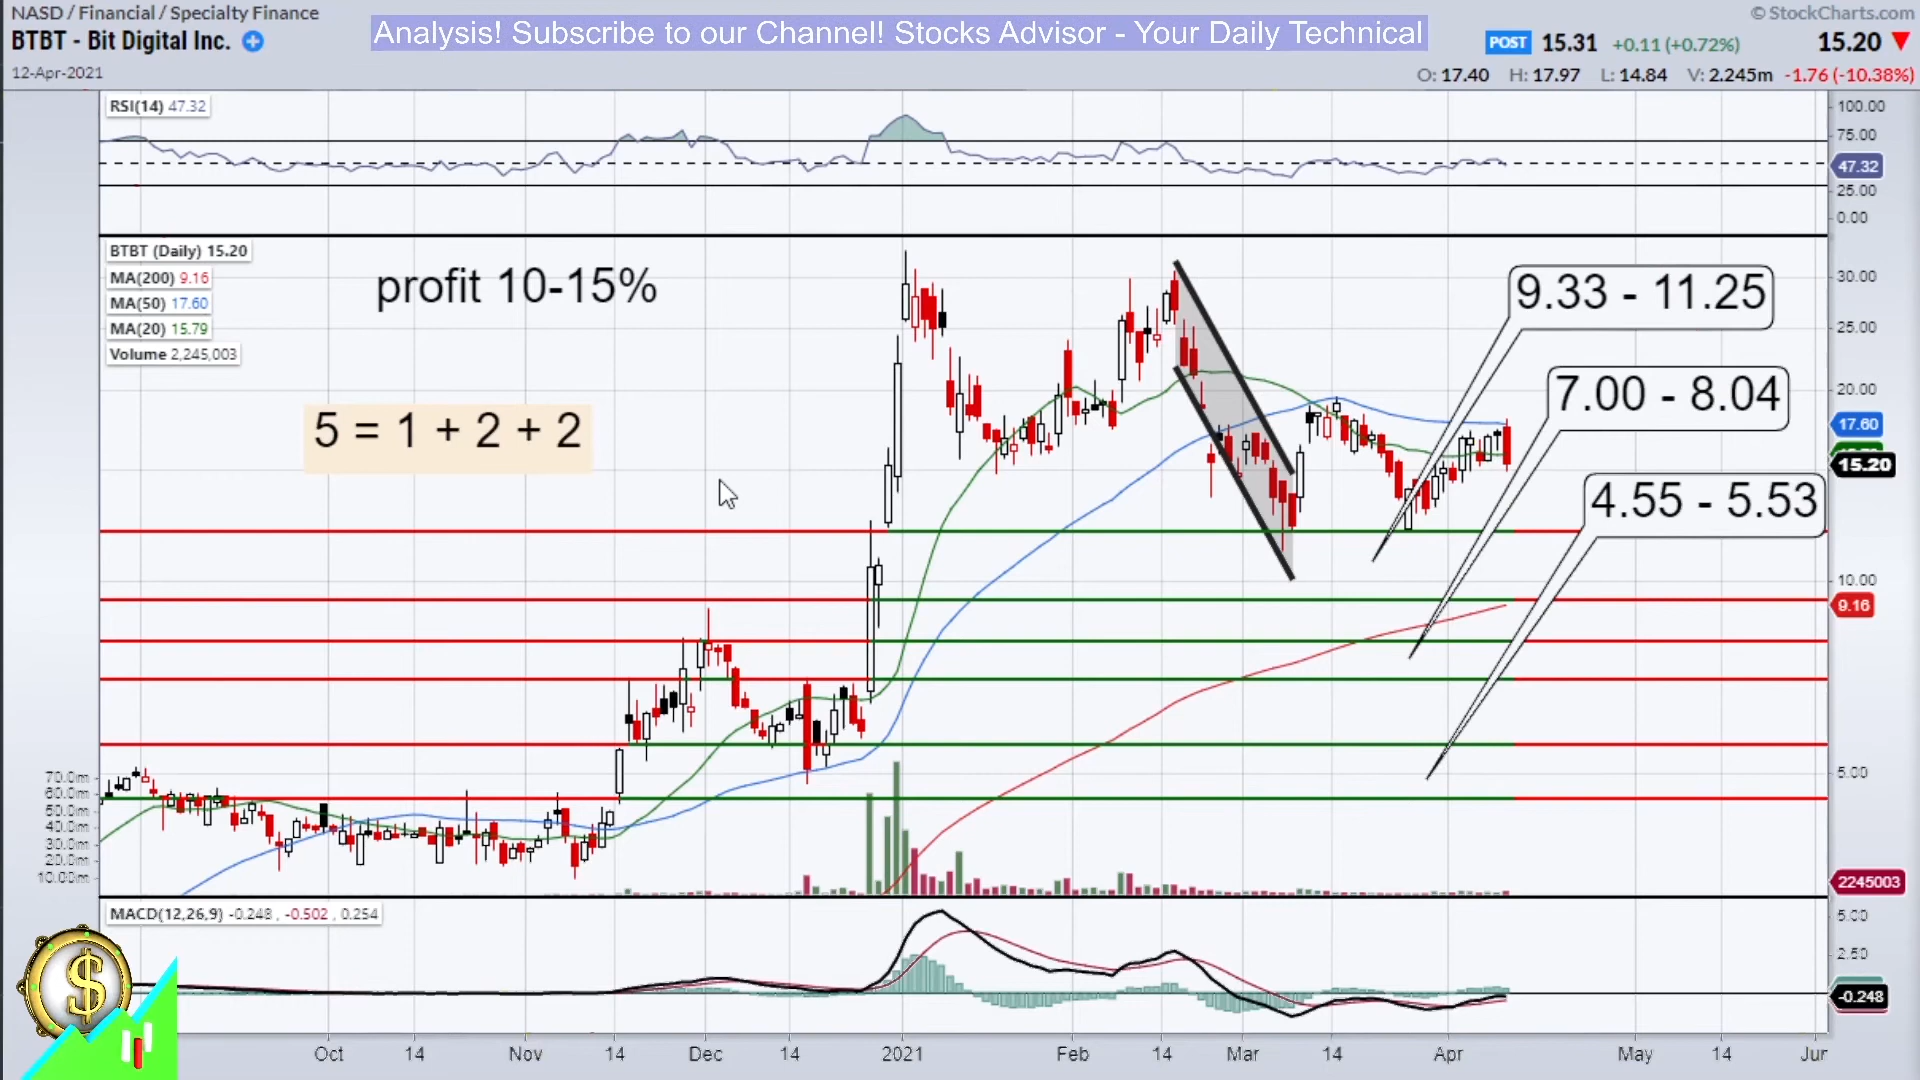 NASD / Financial / Specialty Finance
© StockCharts.com
BTBT - Bit Digital Inc.
Analysis! Subscribe to our Channel! Stocks Advisor - Your Daily Technical
POST 15.31 +0.11 (+0.72%) 15.20
12-Apr-2021
O: 17.40 H: 17.97 L: 14.84 V: 2.245m -1.76 (-10.38%)
RSI(14) 47.32
100.00
75.00
47.32
25.00
0.00
BTBT (Daily) 15.20
MA(200) 9.16
MA(50) 17.60
MA(20) 15.79
Volume 2,245,003
profit 10-15%
5 = 1 + 2 + 2
9.33 - 11.25
7.00 - 8.04
4.55 - 5.53
30.00
25.00
20.00
17.60
15.20
10.00
9.16
5.00
70.0m
60.0m
50.0m
40.0m
30.0m
20.0m
10.00m
2245003
MACD(12,26,9) -0.248, -0.502, 0.254
5.00
2.50
-0.248
$
Oct 14 Nov 14 Dec 14 2021 Feb 14 Mar 14 Apr May 14 Jur